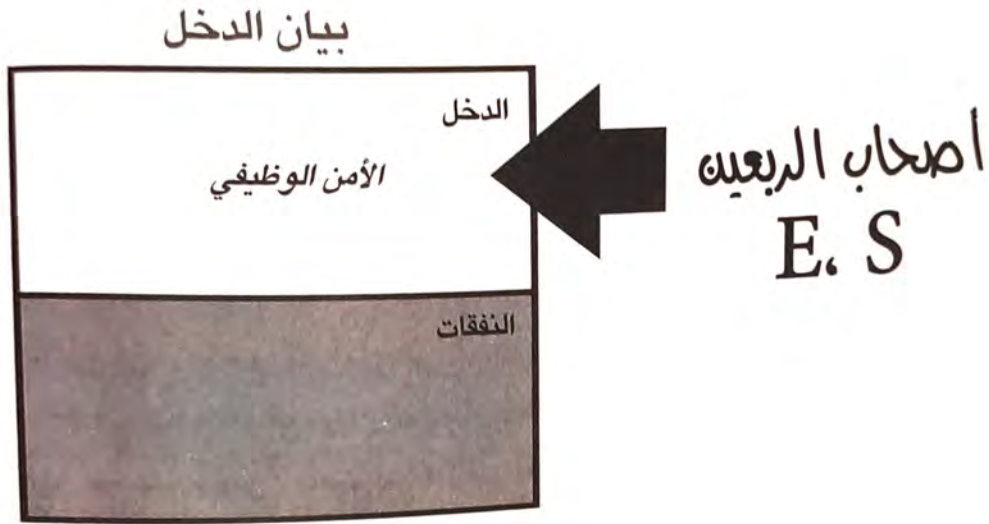 بيان الدخل
الدخل
الأمن الوظيفي
أصحاب الربعين
E، S
النفقات